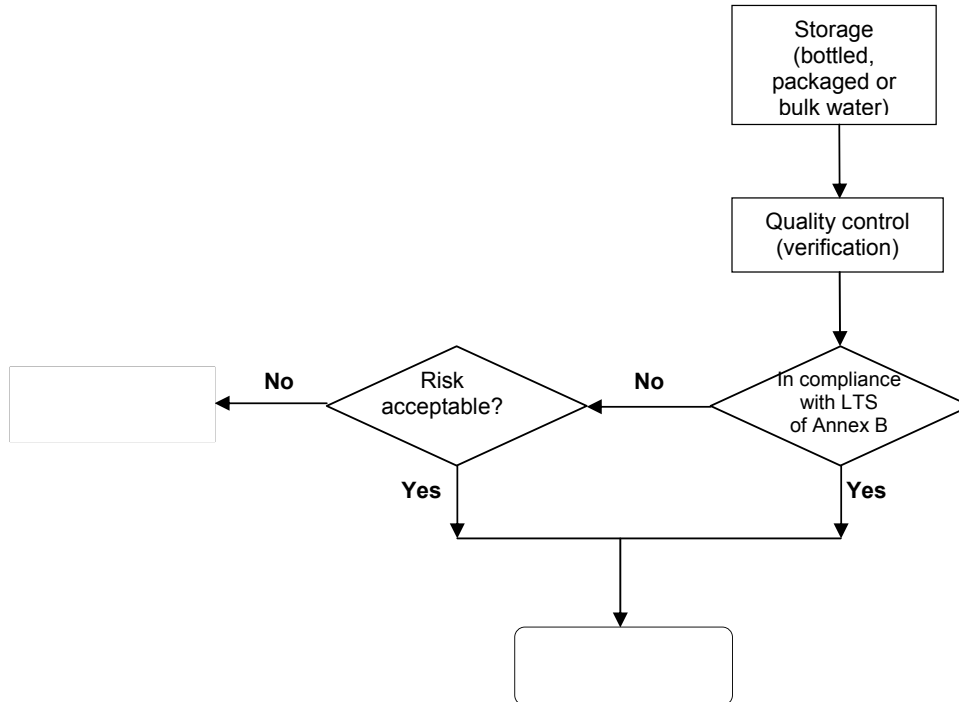 Storage
(bottled,
packaged or
bulk water)
Quality control
(verification)
In compliance
with LTS
of Annex B
No
Risk
acceptable?
No
Yes
Yes